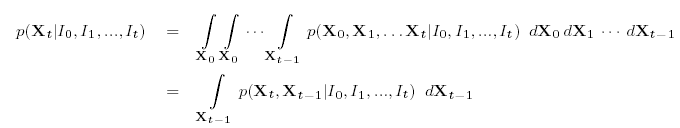 p(X_t|I_0, I_1, ..., I_t) = ∫_{X_0} ∫_{X_0} ⋯ ∫_{X_{t−1}} p(X_0, X_1, … X_t|I_0, I_1, ..., I_t) dX_0 dX_1 ⋯ dX_{t−1}
= ∫_{X_{t−1}} p(X_t, X_{t−1}|I_0, I_1, ..., I_t) dX_{t−1}